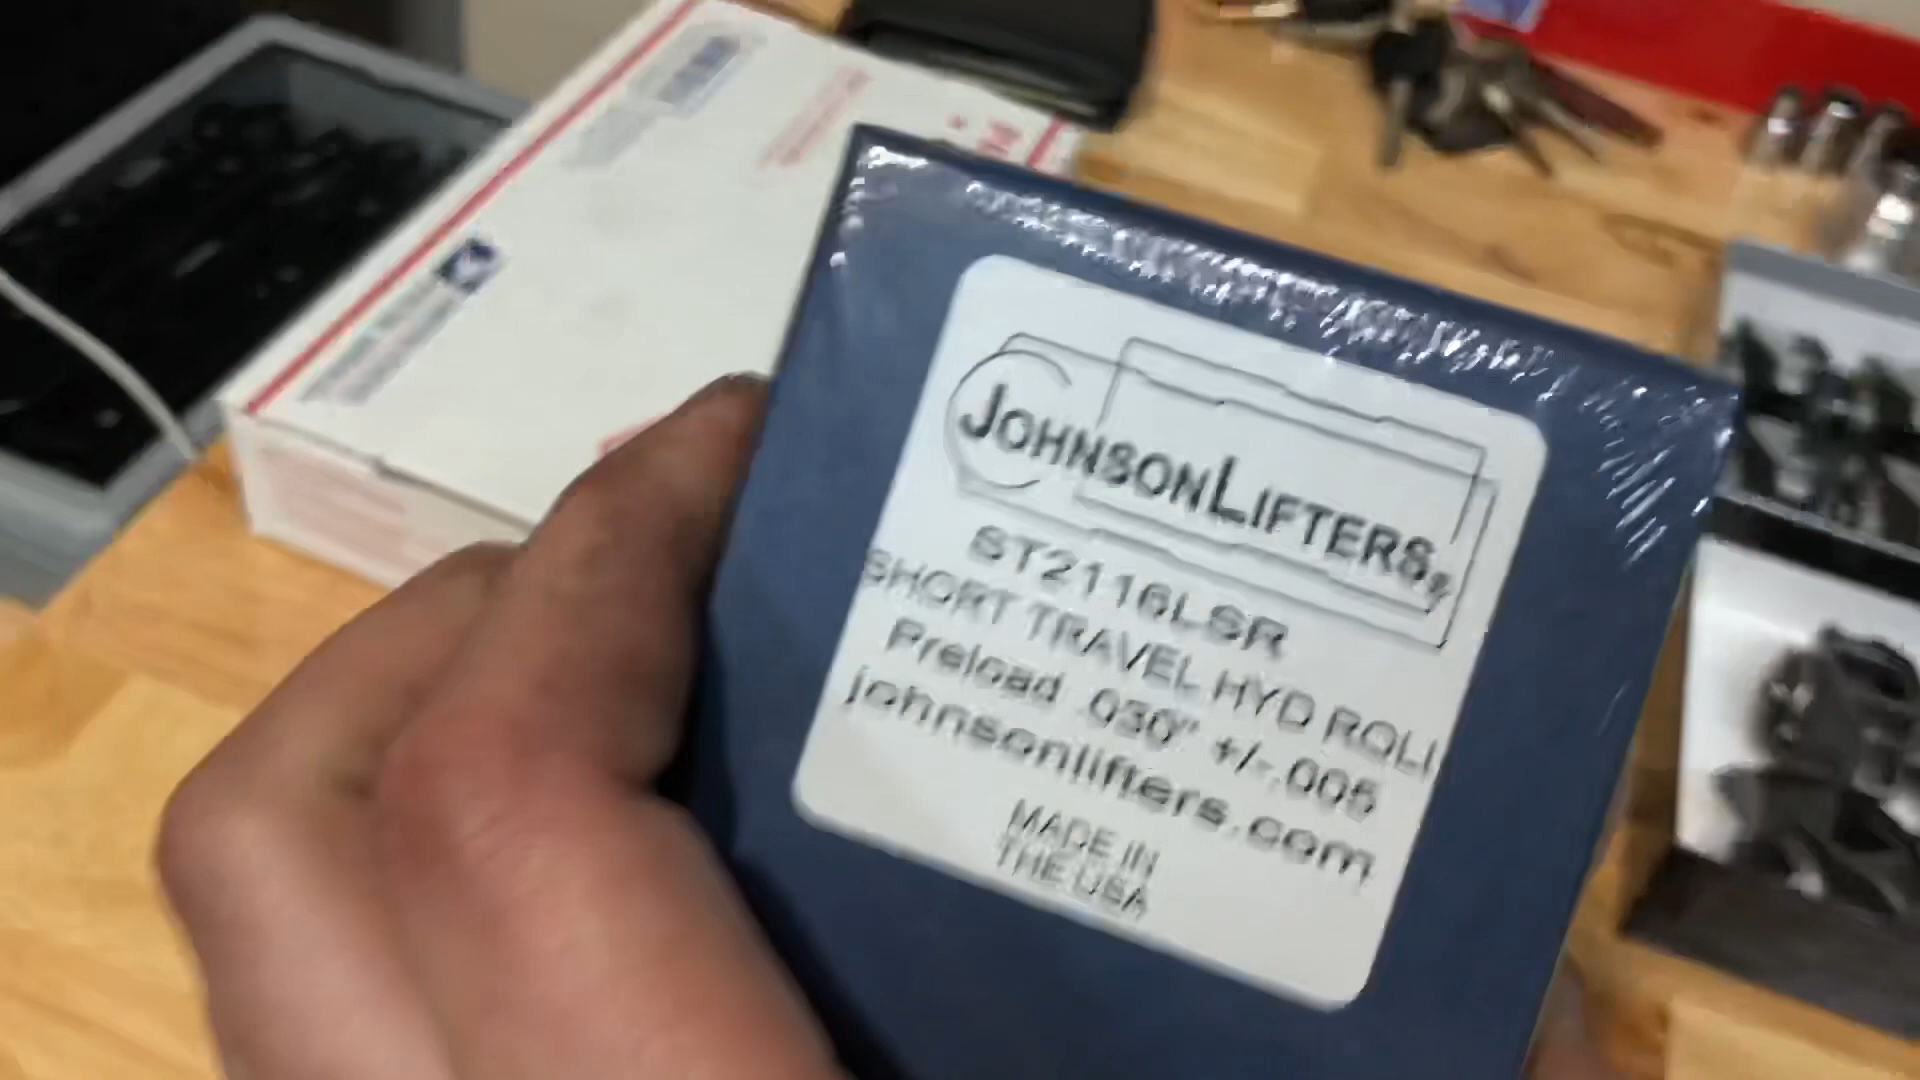 JOHNSONLIFTERS®
ST2116LSR
SHORT TRAVEL HYD ROLL
Preload .030" +/-.005
johnsonlifters.com
MADE IN
THE USA